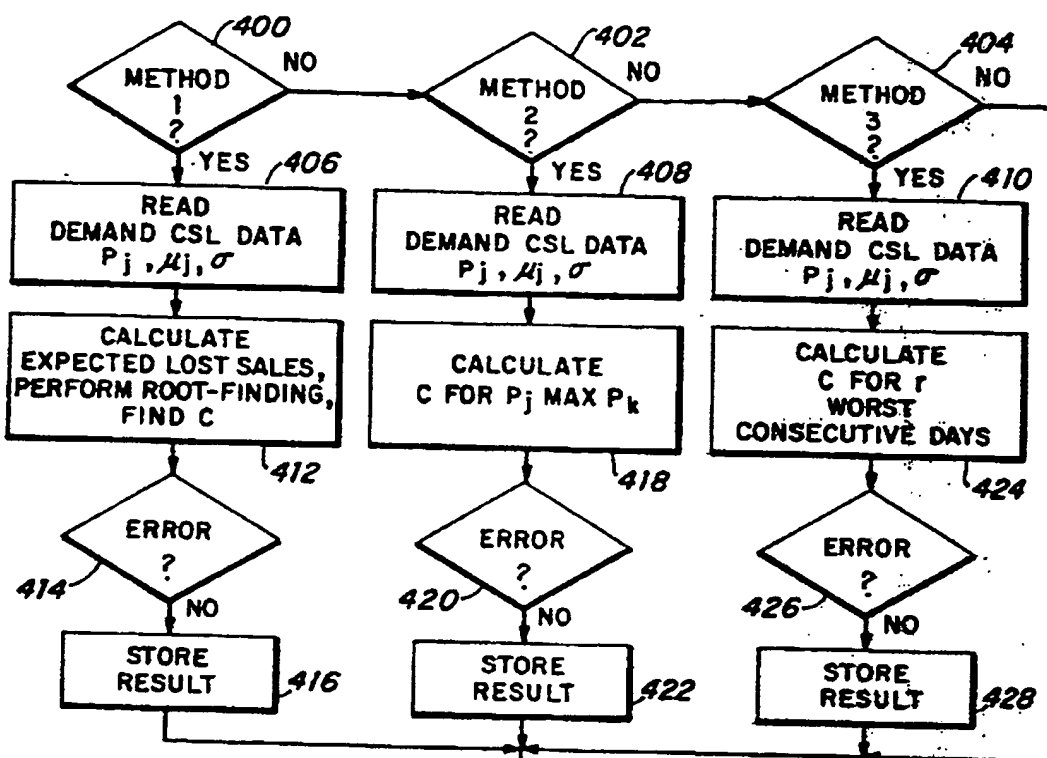 400
METHOD
1
?
NO
YES
402
METHOD
2
?
NO
YES
404
METHOD
3
?
NO
YES
406
READ
DEMAND CSL DATA
Pj, μj, σ
408
READ
DEMAND CSL DATA
Pj, μj, σ
410
READ
DEMAND CSL DATA
Pj, μj, σ
CALCULATE
EXPECTED LOST SALES,
PERFORM ROOT-FINDING,
FIND C
412
CALCULATE
C FOR Pj MAX Pk
418
CALCULATE
C FOR r
WORST
CONSECUTIVE DAYS
424
ERROR
?
414
NO
ERROR
?
420
NO
ERROR
?
426
NO
STORE
RESULT
416
STORE
RESULT
422
STORE
RESULT
428